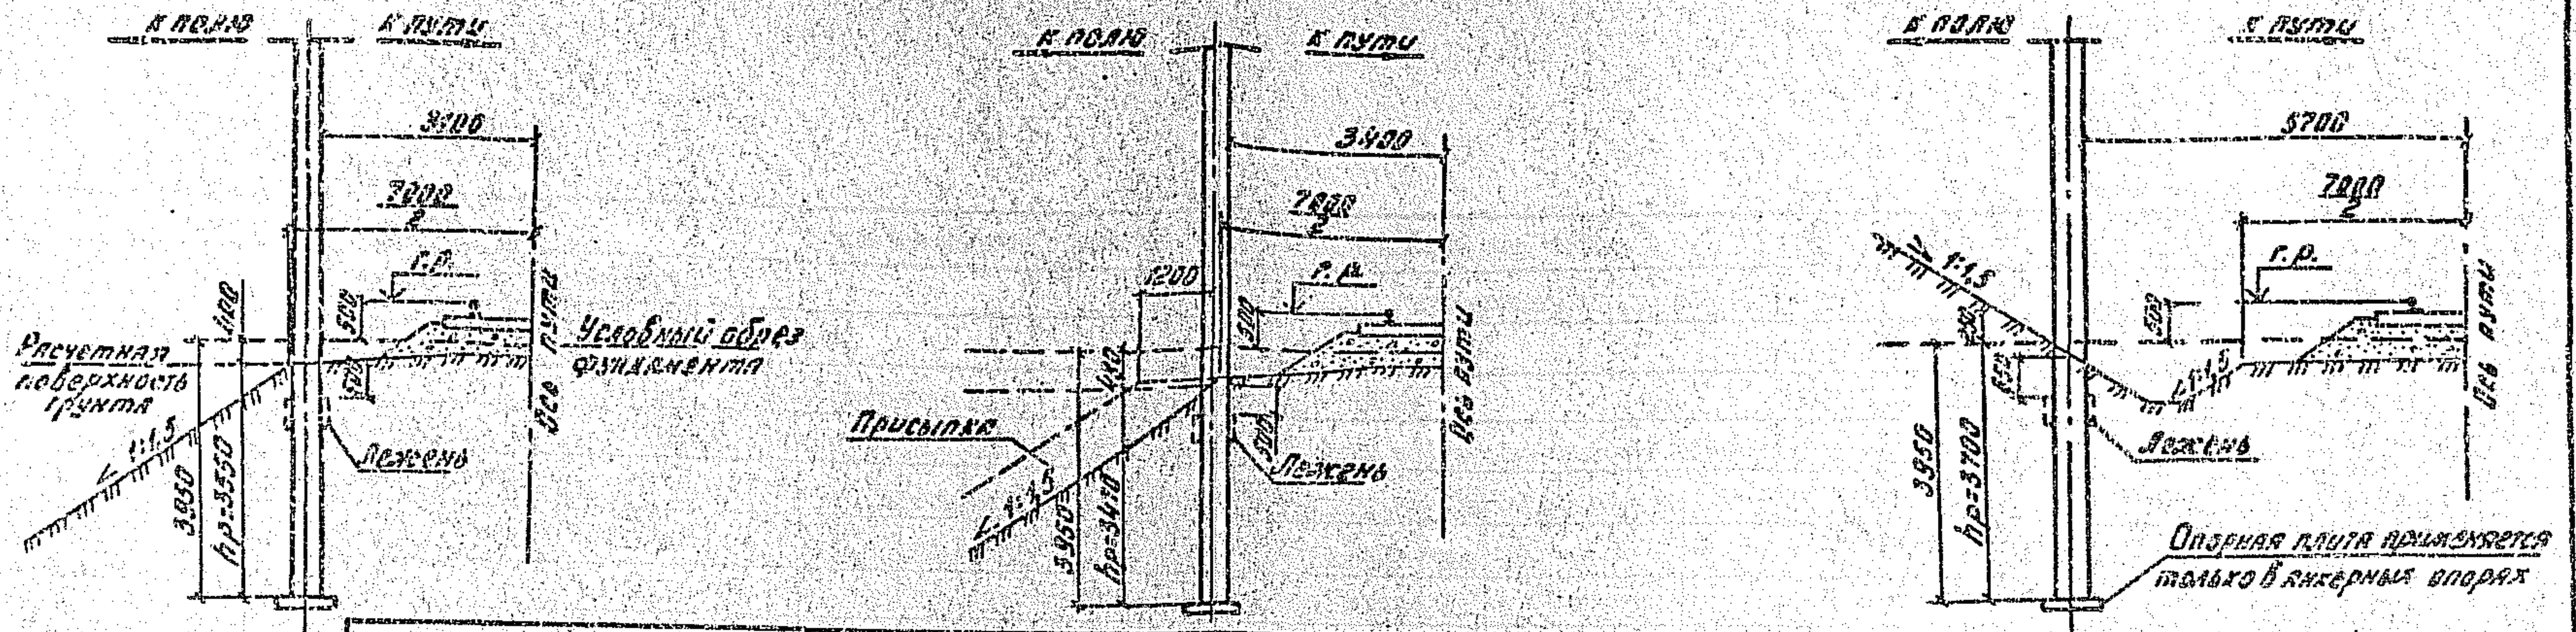 к полю
к пути
3100
7000
2
г.р.
500
Ось пути
Условный обрез
фундамента
Расчетная
поверхность
грунта
1:1,5
Лежень
3950
hр=3550
к полю
к пути
3400
7000
2
1200
г.р.
500
Ось пути
Присыпка
1:1,5
500
Лежень
3950
hр=3410
к полю
к пути
5700
7000
2
1:1,5
г.р.
500
250
1:1,5
Ось пути
Лежень
3950
hр=3700
Опорная плита применяется
только в анкерных опорах